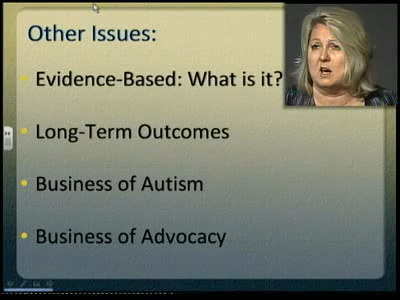 Other Issues:
Evidence-Based: What is it?
Long-Term Outcomes
Business of Autism
Business of Advocacy